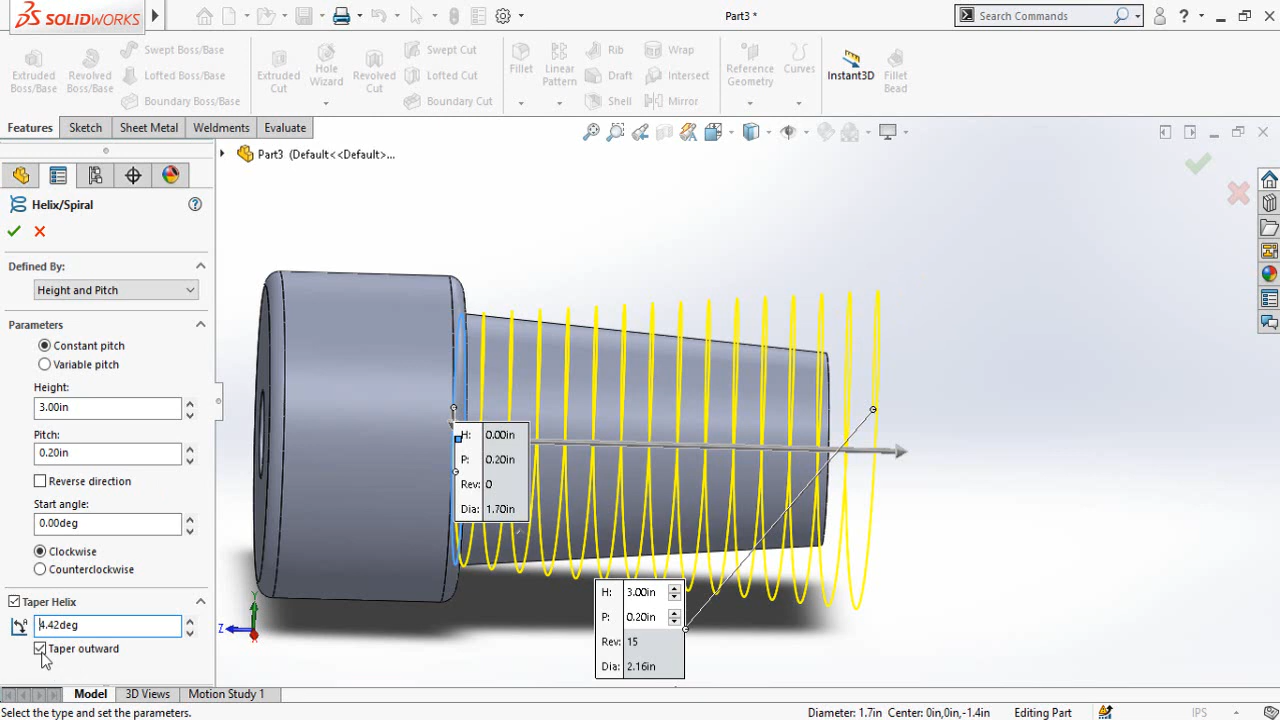 SOLIDWORKS
Part3 *
Search Commands
Extruded Boss/Base
Revolved Boss/Base
Swept Boss/Base
Lofted Boss/Base
Boundary Boss/Base
Extruded Cut
Hole Wizard
Revolved Cut
Swept Cut
Lofted Cut
Boundary Cut
Fillet
Linear Pattern
Rib
Draft
Shell
Wrap
Intersect
Mirror
Reference Geometry
Curves
Instant3D
Fillet Bead
Features
Sketch
Sheet Metal
Weldments
Evaluate
Part3 (Default<<Default>...
Helix/Spiral
Defined By:
Height and Pitch
Parameters
Constant pitch
Variable pitch
Height:
3.00in
Pitch:
0.20in
Reverse direction
Start angle:
0.00deg
Clockwise
Counterclockwise
Taper Helix
4.42deg
Taper outward
H: 0.00in
P: 0.20in
Rev: 0
Dia: 1.70in
H: 3.00in
P: 0.20in
Rev: 15
Dia: 2.16in
Y
Z
Model
3D Views
Motion Study 1
Select the type and set the parameters.
Diameter: 1.7in Center: 0in,0in,-1.4in
Editing Part
IPS